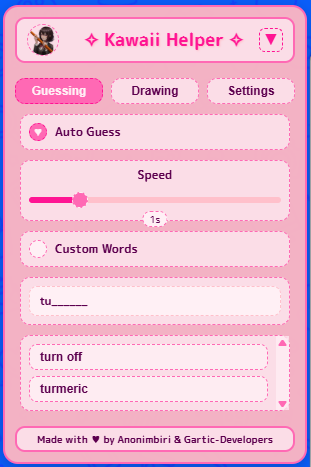 ✧ Kawaii Helper ✧ ▼
Guessing Drawing Settings
Auto Guess
Speed
1s
Custom Words
tu______
turn off
turmeric
Made with ♥ by Anonimbiri & Gartic-Developers